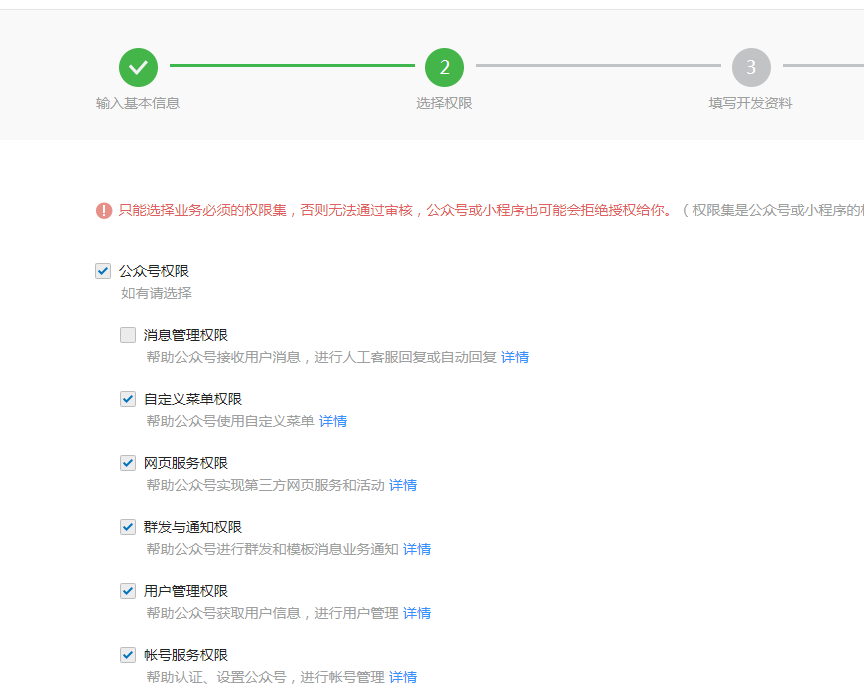 2
3
输入基本信息
选择权限
填写开发资料
只能选择业务必须的权限集，否则无法通过审核，公众号或小程序也可能会拒绝授权给你。（权限集是公众号或小程序的
公众号权限
如有请选择
消息管理权限
帮助公众号接收用户消息，进行人工客服回复或自动回复 详情
自定义菜单权限
帮助公众号使用自定义菜单 详情
网页服务权限
帮助公众号实现第三方网页服务和活动 详情
群发与通知权限
帮助公众号进行群发和模板消息业务通知 详情
用户管理权限
帮助公众号获取用户信息，进行用户管理 详情
帐号服务权限
帮助认证、设置公众号，进行帐号管理 详情